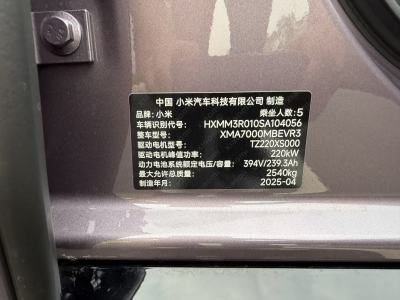 中国 小米汽车科技有限公司 制造
品牌：小米 乘坐人数：5
车辆识别代号： HXMM3R010SA104056
整车型号： XMA7000MBEVR3
驱动电机型号： TZ220XS000
驱动电机峰值功率： 220kW
动力电池系统额定电压/容量： 394V/239.3Ah
最大允许总质量： 2540kg
制造年月： 2025-04